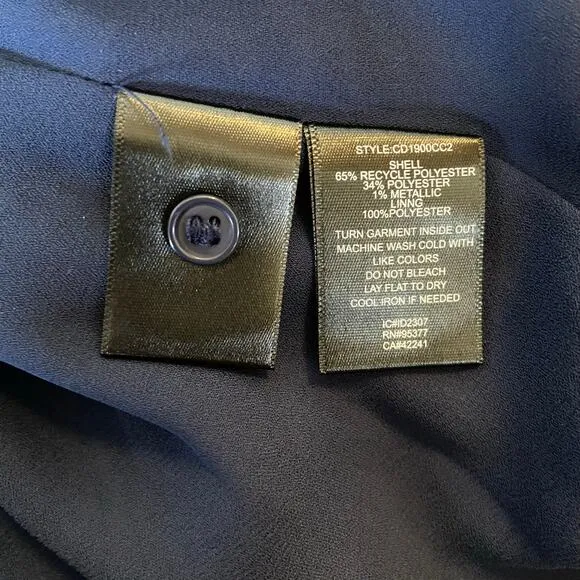 STYLE:CD1900CC2
SHELL
65% RECYCLE POLYESTER
34% POLYESTER
1% METALLIC
LINNG
100%POLYESTER
TURN GARMENT INSIDE OUT
MACHINE WASH COLD WITH
LIKE COLORS
DO NOT BLEACH
LAY FLAT TO DRY
COOL IRON IF NEEDED
IC#ID2307
RN#95377
CA#42241